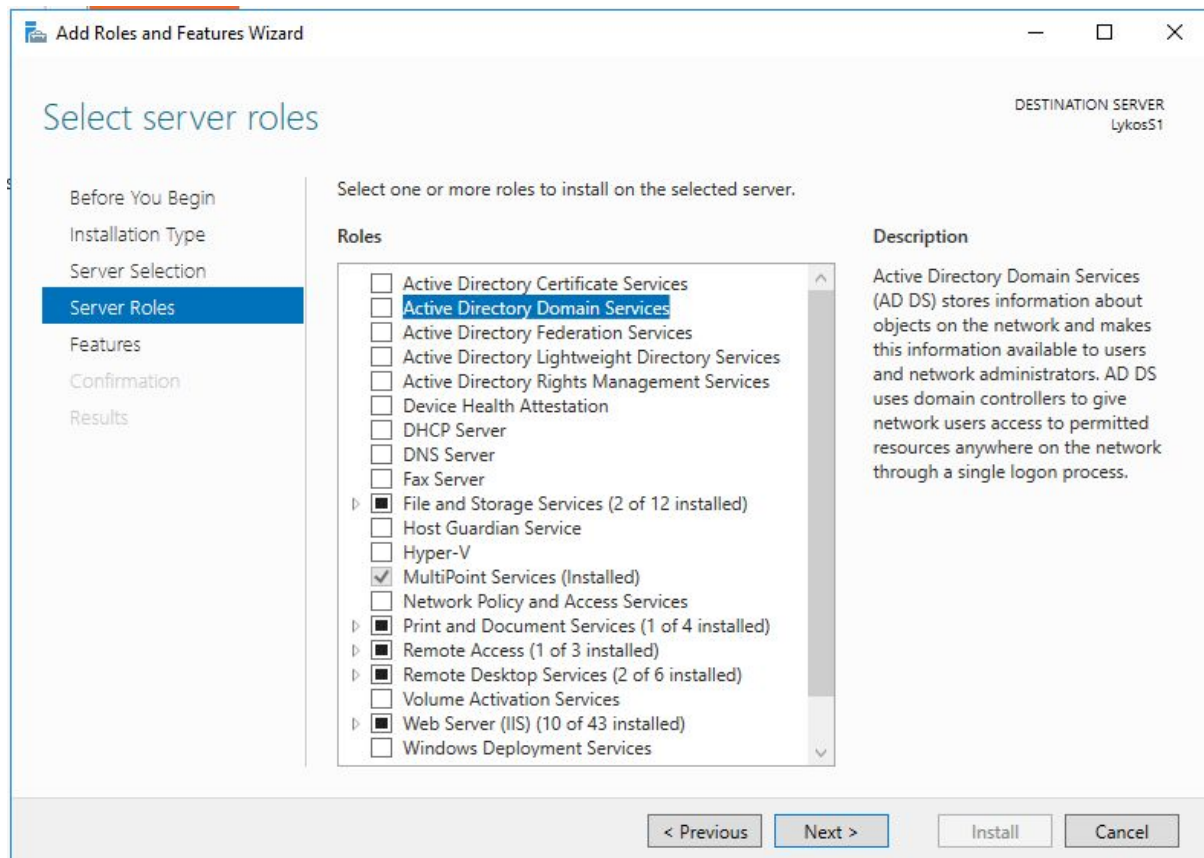 Add Roles and Features Wizard
Select server roles
DESTINATION SERVER
LykosS1
Before You Begin
Installation Type
Server Selection
Server Roles
Features
Confirmation
Results
Select one or more roles to install on the selected server.
Roles
Active Directory Certificate Services
Active Directory Domain Services
Active Directory Federation Services
Active Directory Lightweight Directory Services
Active Directory Rights Management Services
Device Health Attestation
DHCP Server
DNS Server
Fax Server
File and Storage Services (2 of 12 installed)
Host Guardian Service
Hyper-V
MultiPoint Services (Installed)
Network Policy and Access Services
Print and Document Services (1 of 4 installed)
Remote Access (1 of 3 installed)
Remote Desktop Services (2 of 6 installed)
Volume Activation Services
Web Server (IIS) (10 of 43 installed)
Windows Deployment Services
Description
Active Directory Domain Services
(AD DS) stores information about
objects on the network and makes
this information available to users
and network administrators. AD DS
uses domain controllers to give
network users access to permitted
resources anywhere on the network
through a single logon process.
< Previous
Next >
Install
Cancel